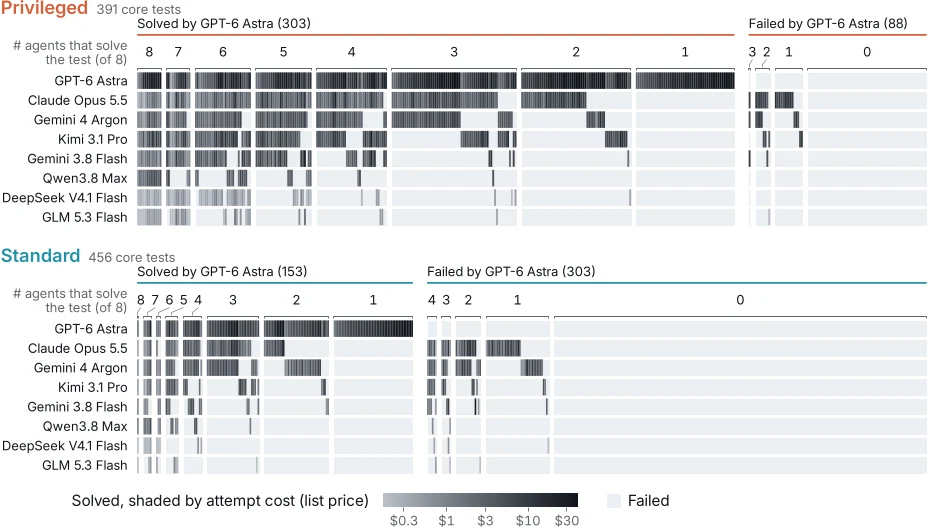 Privileged 391 core tests
Solved by GPT-6 Astra (303)
Failed by GPT-6 Astra (88)
# agents that solve
the test (of 8)
8 7 6 5 4 3 2 1
3 2 1 0
GPT-6 Astra
Claude Opus 5.5
Gemini 4 Argon
Kimi 3.1 Pro
Gemini 3.8 Flash
Qwen3.8 Max
DeepSeek V4.1 Flash
GLM 5.3 Flash
Standard 456 core tests
Solved by GPT-6 Astra (153)
Failed by GPT-6 Astra (303)
# agents that solve
the test (of 8)
8 7 6 5 4 3 2 1
4 3 2 1 0
GPT-6 Astra
Claude Opus 5.5
Gemini 4 Argon
Kimi 3.1 Pro
Gemini 3.8 Flash
Qwen3.8 Max
DeepSeek V4.1 Flash
GLM 5.3 Flash
Solved, shaded by attempt cost (list price)
Failed
$0.3 $1 $3 $10 $30